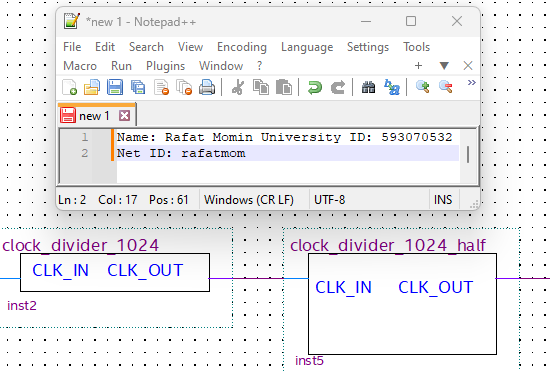 *new 1 - Notepad++
File Edit Search View Encoding Language Settings Tools
Macro Run Plugins Window ? + ▼ ×
new 1
1 Name: Rafat Momin University ID: 593070532
2 Net ID: rafatmom
Ln : 2 Col : 17 Pos : 61 Windows (CR LF) UTF-8 INS
clock_divider_1024 clock_divider_1024_half
CLK_IN CLK_OUT
CLK_IN CLK_OUT
inst2
inst5